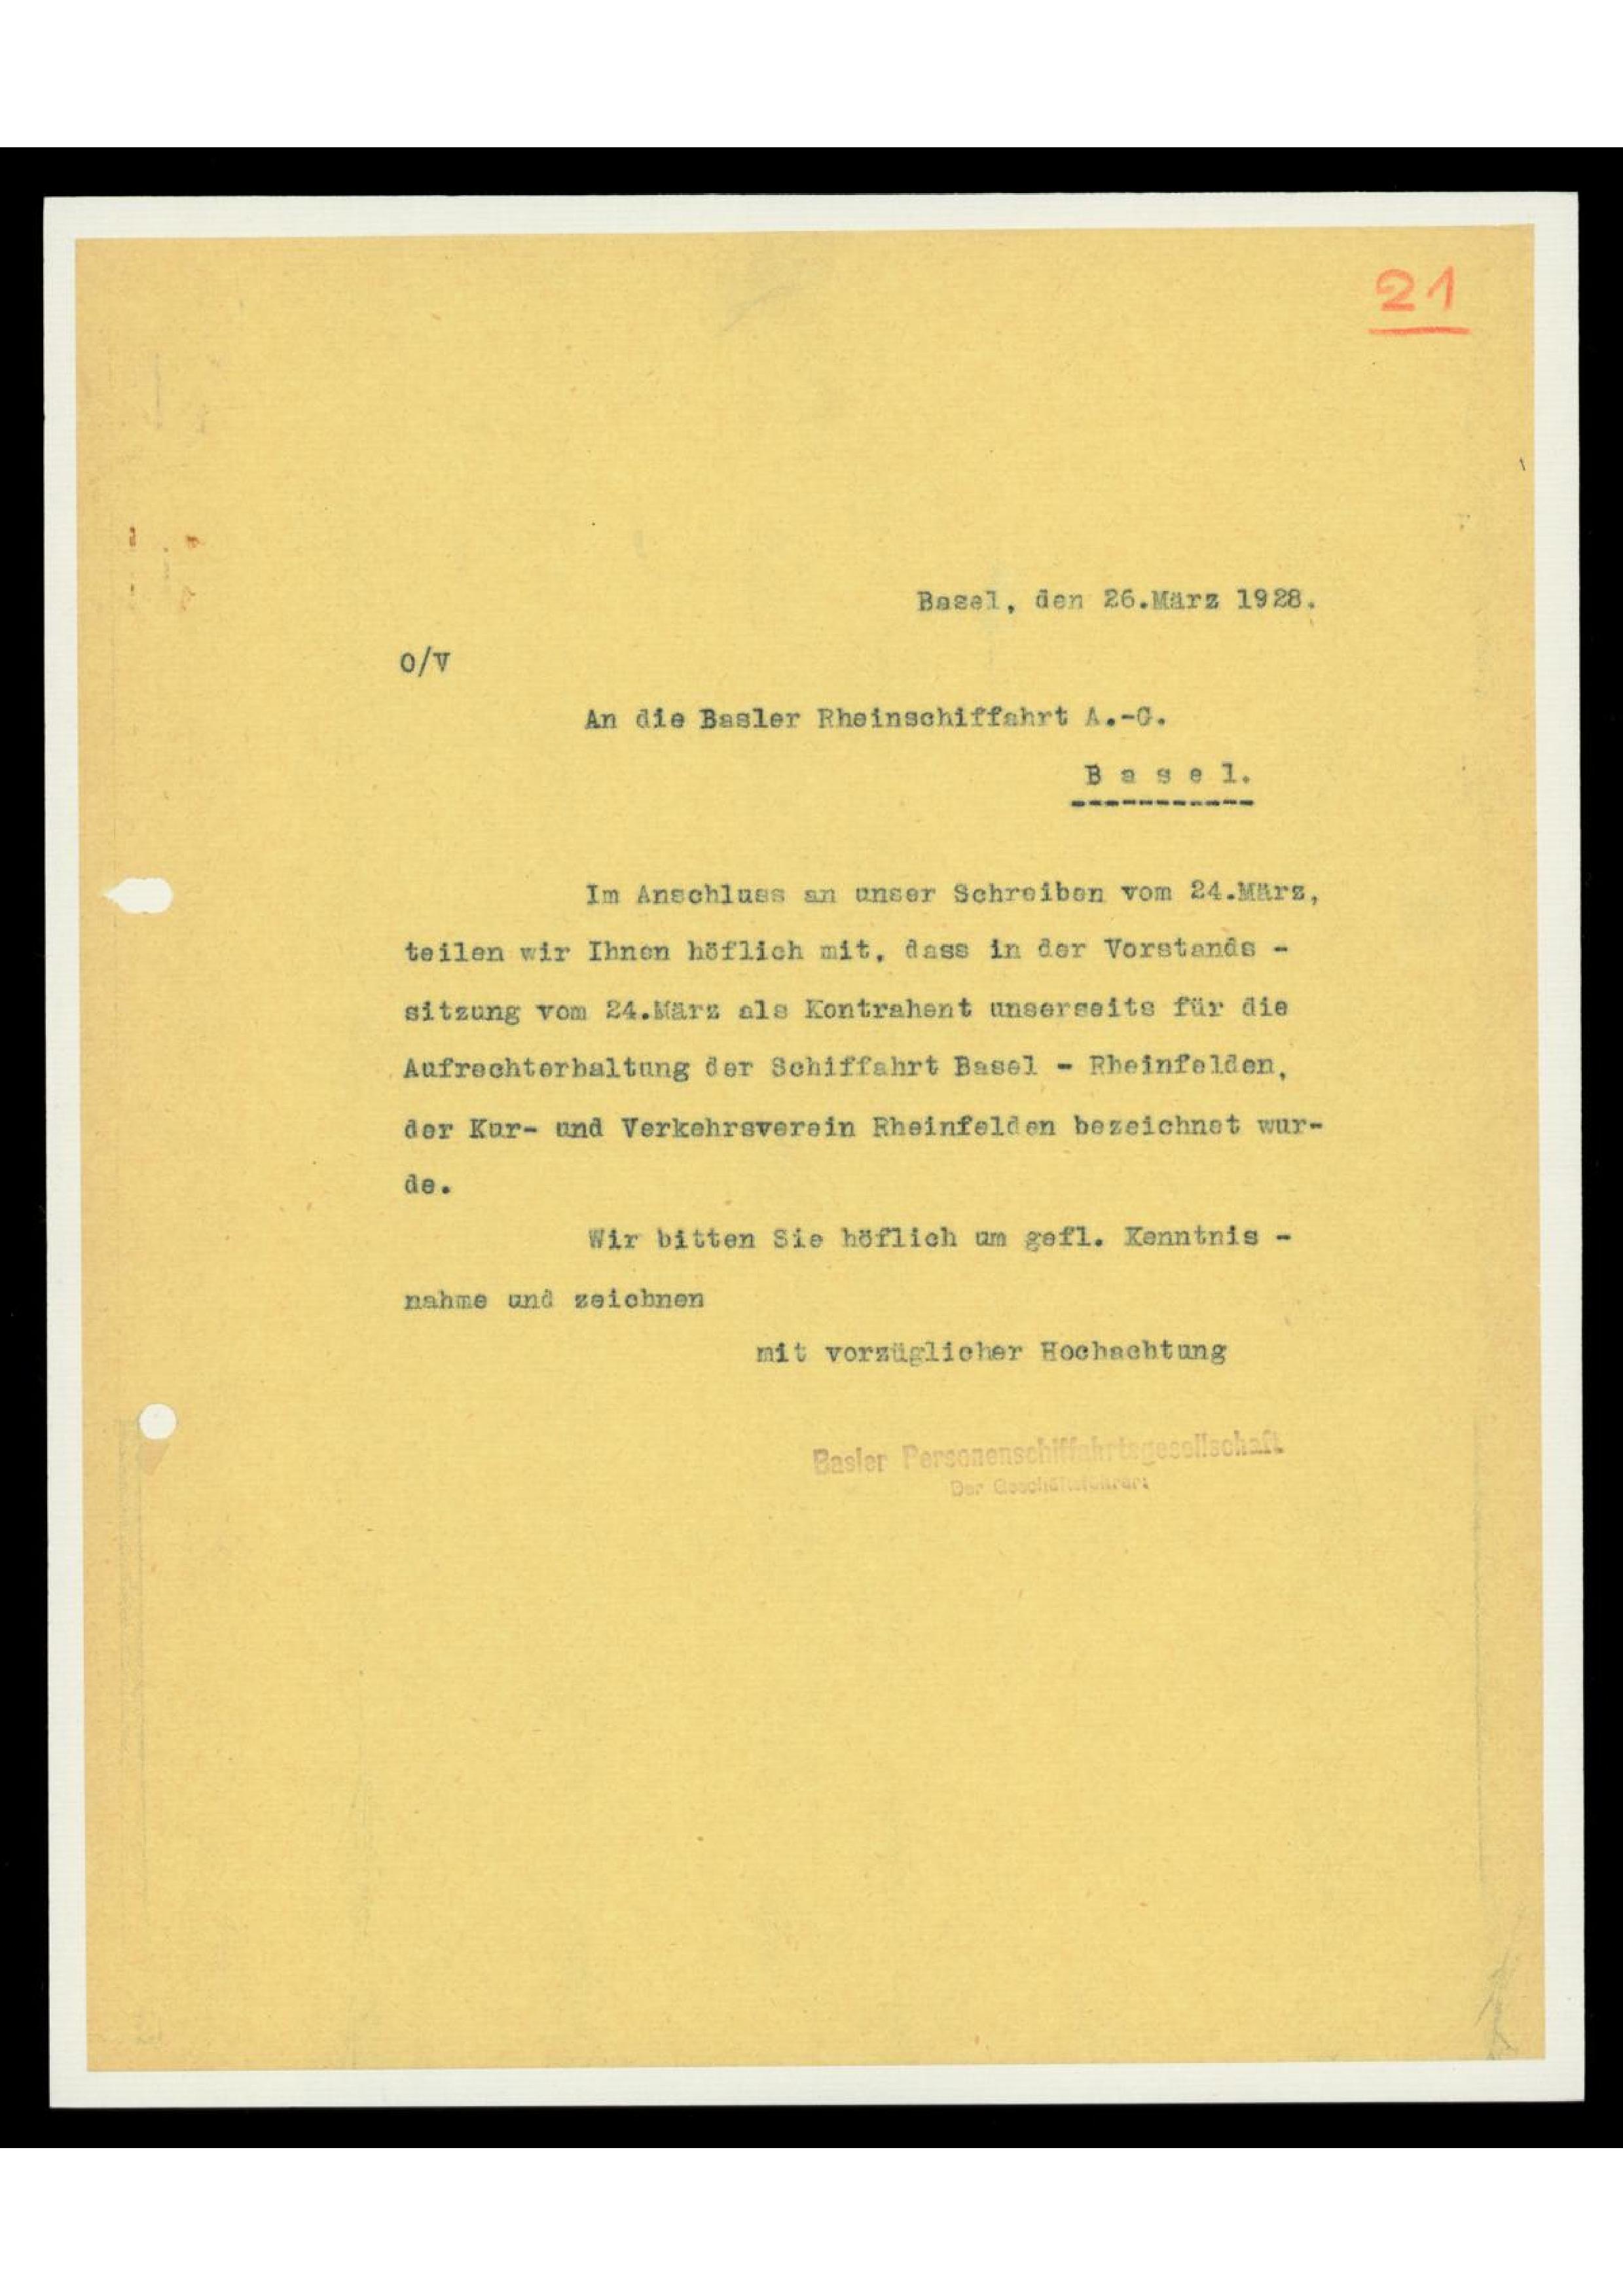 21
Basel, den 26.März 1928.
O/V
An die Basler Rheinschiffahrt A.-G.
B a s e l.
Im Anschluss an unser Schreiben vom 24.März,
teilen wir Ihnen höflich mit, dass in der Vorstands -
sitzung vom 24.März als Kontrahent unserseits für die
Aufrechterhaltung der Schiffahrt Basel - Rheinfelden,
der Kur- und Verkehrsverein Rheinfelden bezeichnet wur-
de.
Wir bitten Sie höflich um gefl. Kenntnis -
nahme und zeichnen
mit vorzüglicher Hochachtung
Basler Personenschiffahrtsgesellschaft
Der Geschäftsführer: